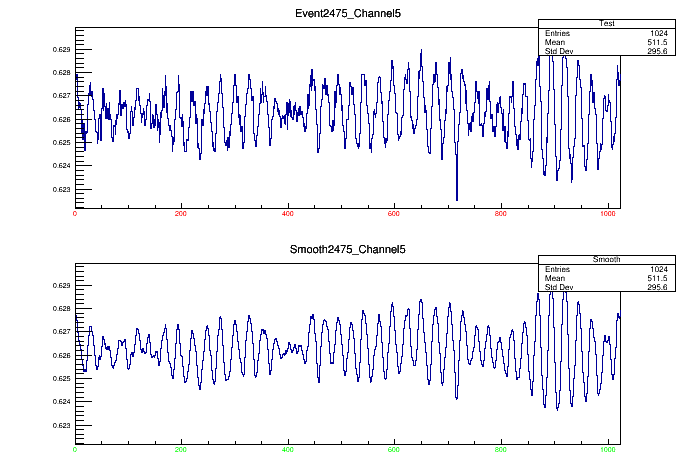 Event2475_Channel5
Test
Entries 1024
Mean 511.5
Std Dev 295.6
0.629
0.628
0.627
0.626
0.625
0.624
0.623
0 200 400 600 800 1000
Smooth2475_Channel5
Smooth
Entries 1024
Mean 511.5
Std Dev 295.6
0.629
0.628
0.627
0.626
0.625
0.624
0.623
0 200 400 600 800 1000